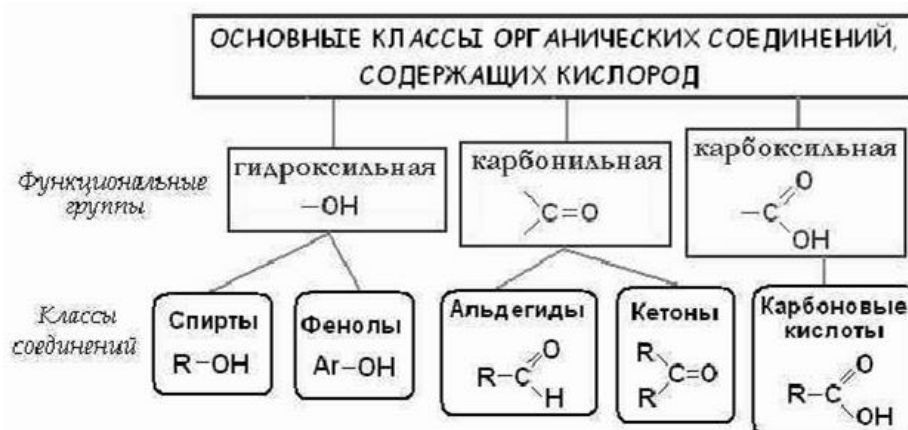 ОСНОВНЫЕ КЛАССЫ ОРГАНИЧЕСКИХ СОЕДИНЕНИЙ,
СОДЕРЖАЩИХ КИСЛОРОД
Функциональные
группы
гидроксильная
–OH
карбонильная
C=O
карбоксильная
–C
O
OH
Классы
соединений
Спирты
R–OH
Фенолы
Ar–OH
Альдегиды
R–C
O
H
Кетоны
R
R
C=O
Карбоновые
кислоты
R–C
O
OH